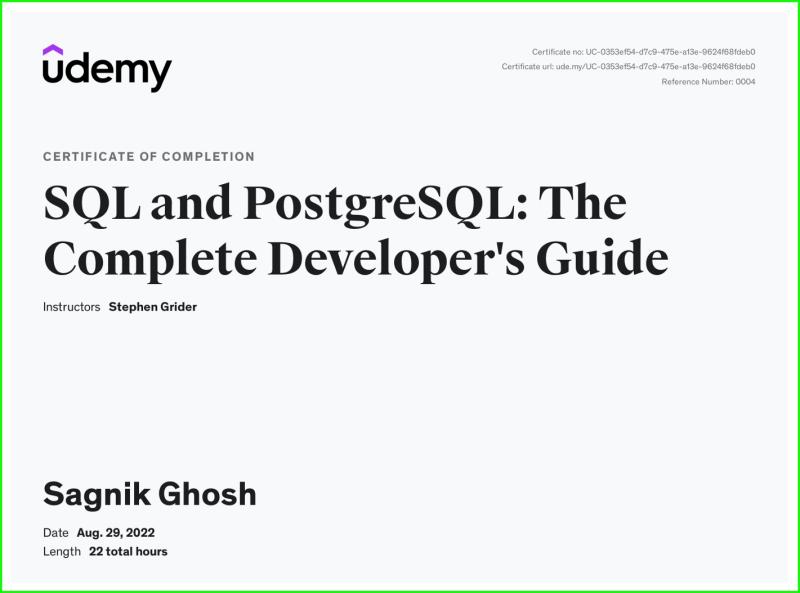 udemy
Certificate no: UC-0353ef54-d7c9-475e-a13e-9624f68fdeb0
Certificate url: ude.my/UC-0353ef54-d7c9-475e-a13e-9624f68fdeb0
Reference Number: 0004
CERTIFICATE OF COMPLETION
SQL and PostgreSQL: The
Complete Developer's Guide
Instructors Stephen Grider
Sagnik Ghosh
Date Aug. 29, 2022
Length 22 total hours